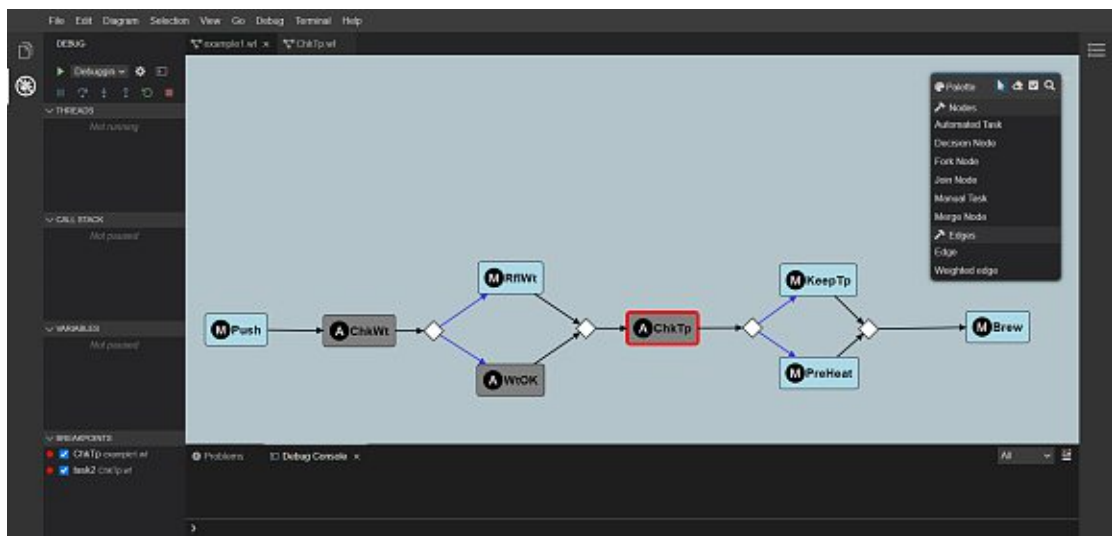 File Edit Diagram Selection View Go Debug Terminal Help
DEBUG
example1.wf × ChkTp.wf
Debuggin
THREADS
Not running
CALL STACK
Not paused
VARIABLES
Not paused
BREAKPOINTS
ChkTp example1.wf
task2 ChkTp.wf
Palette
Nodes
Automated Task
Decision Node
Fork Node
Join Node
Manual Task
Merge Node
Edges
Edge
Weighted edge
M RflWt
M KeepTp
M Push
A ChkWt
A ChkTp
M Brew
A WtOK
M PreHeat
Problems Debug Console ×
All